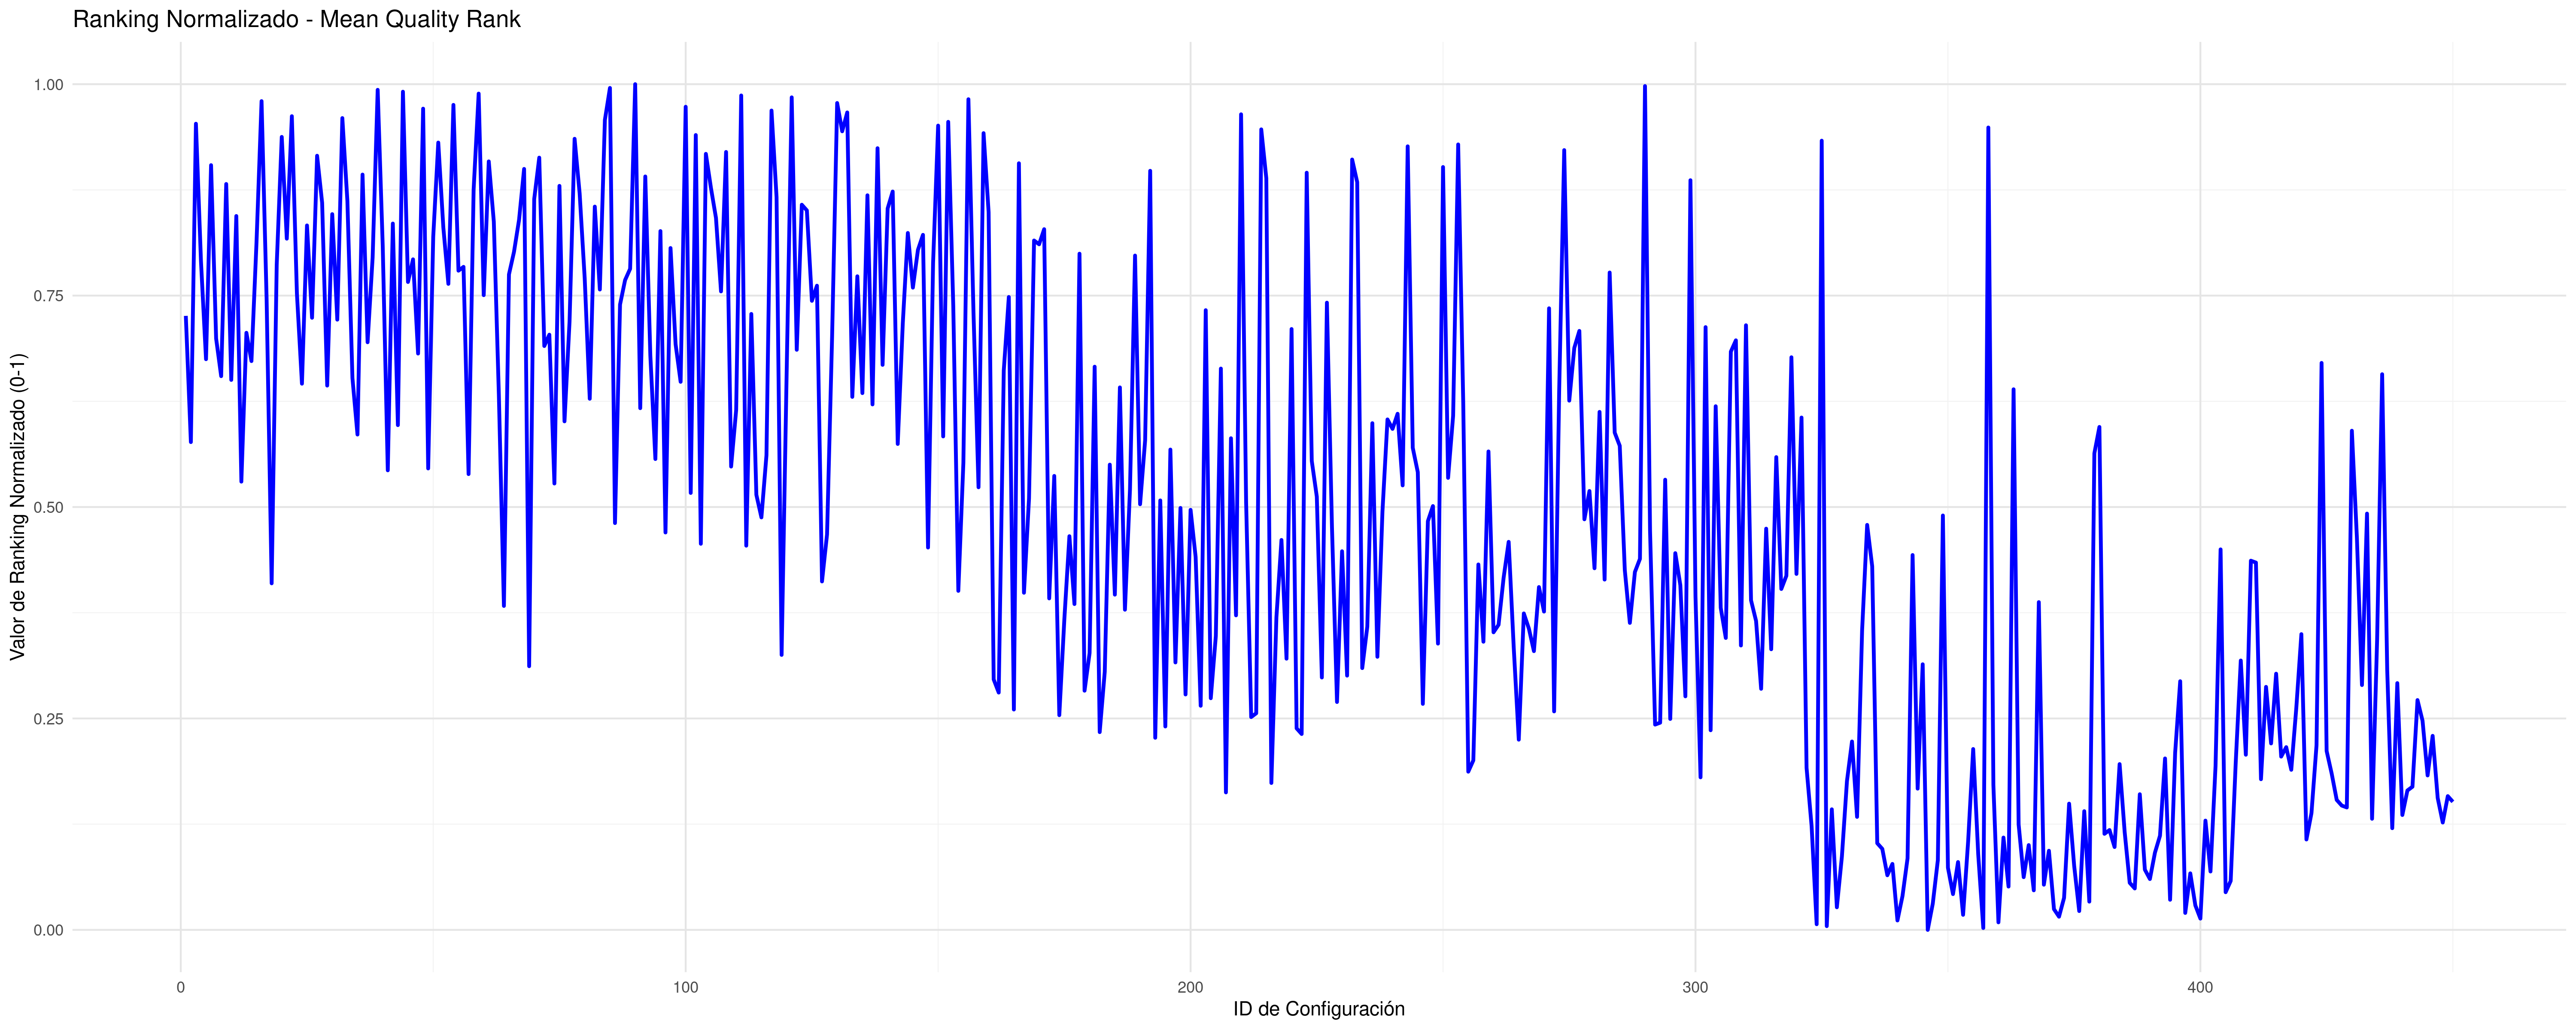 Ranking Normalizado - Mean Quality Rank
Valor de Ranking Normalizado (0-1)
1.00
0.75
0.50
0.25
0.00
0 100 200 300 400
ID de Configuración